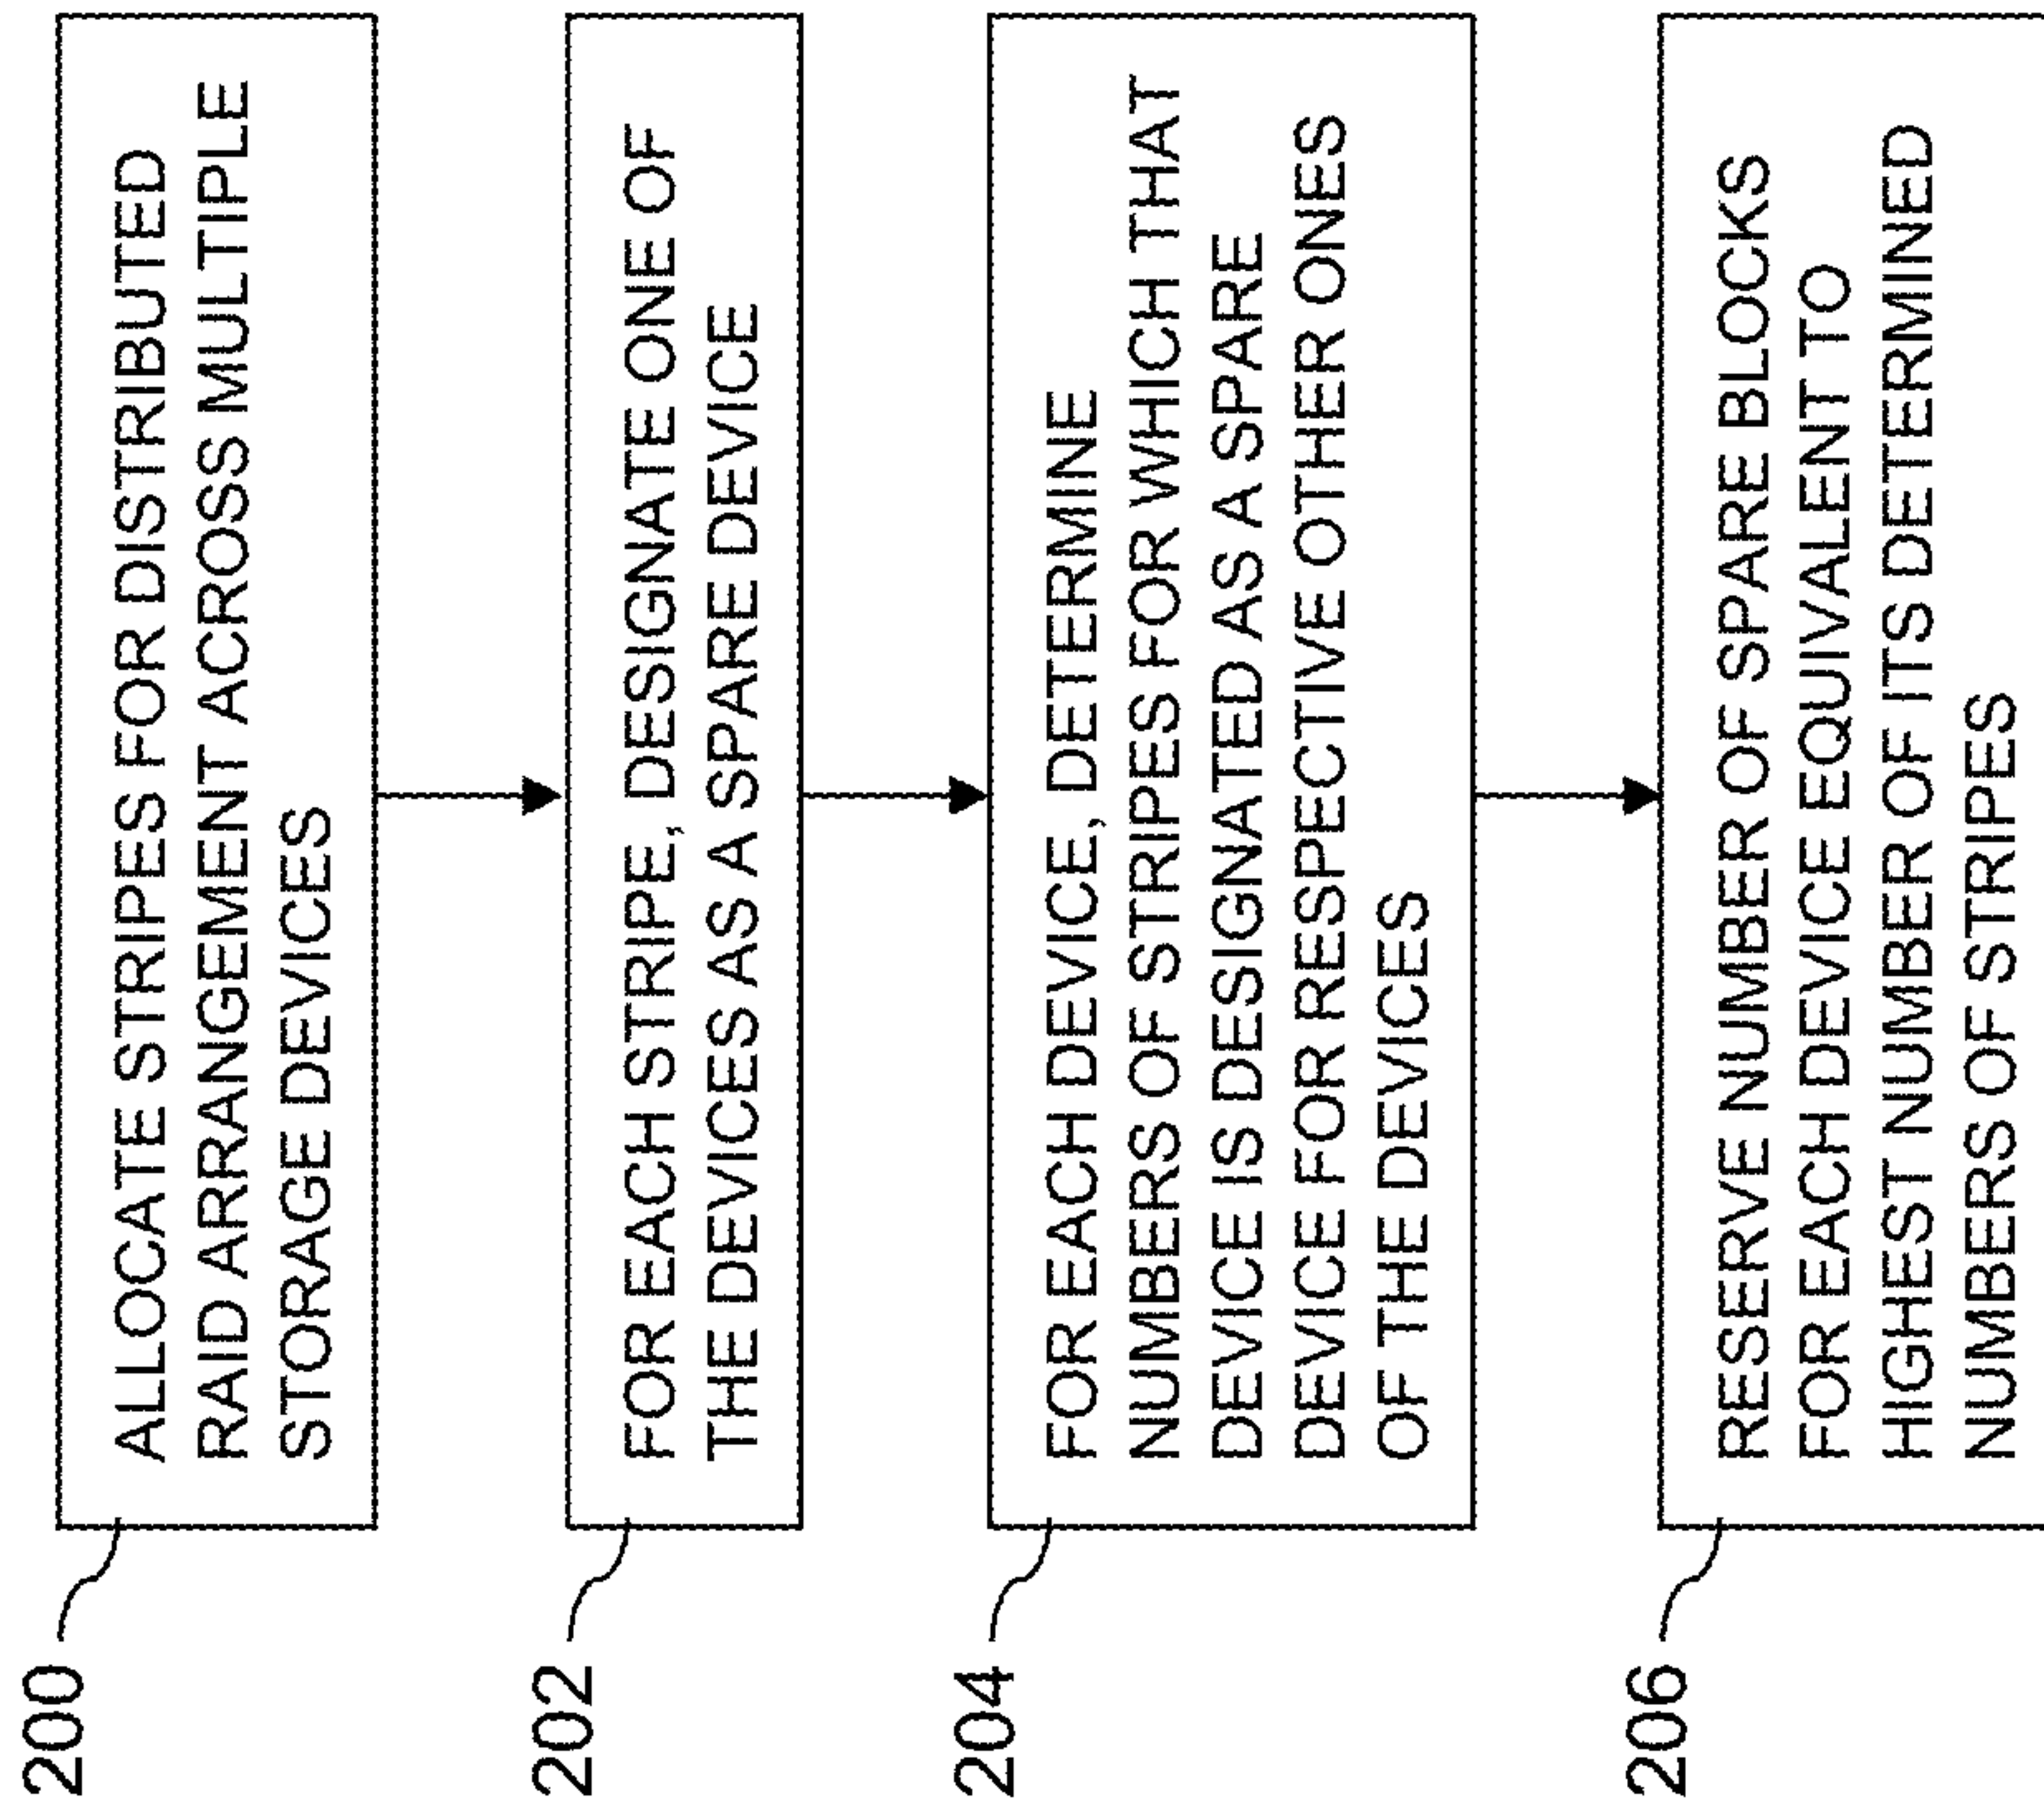 200
ALLOCATE STRIPES FOR DISTRIBUTED
RAID ARRANGEMENT ACROSS MULTIPLE
STORAGE DEVICES
202
FOR EACH STRIPE, DESIGNATE ONE OF
THE DEVICES AS A SPARE DEVICE
204
FOR EACH DEVICE, DETERMINE
NUMBERS OF STRIPES FOR WHICH THAT
DEVICE IS DESIGNATED AS A SPARE
DEVICE FOR RESPECTIVE OTHER ONES
OF THE DEVICES
206
RESERVE NUMBER OF SPARE BLOCKS
FOR EACH DEVICE EQUIVALENT TO
HIGHEST NUMBER OF ITS DETERMINED
NUMBERS OF STRIPES